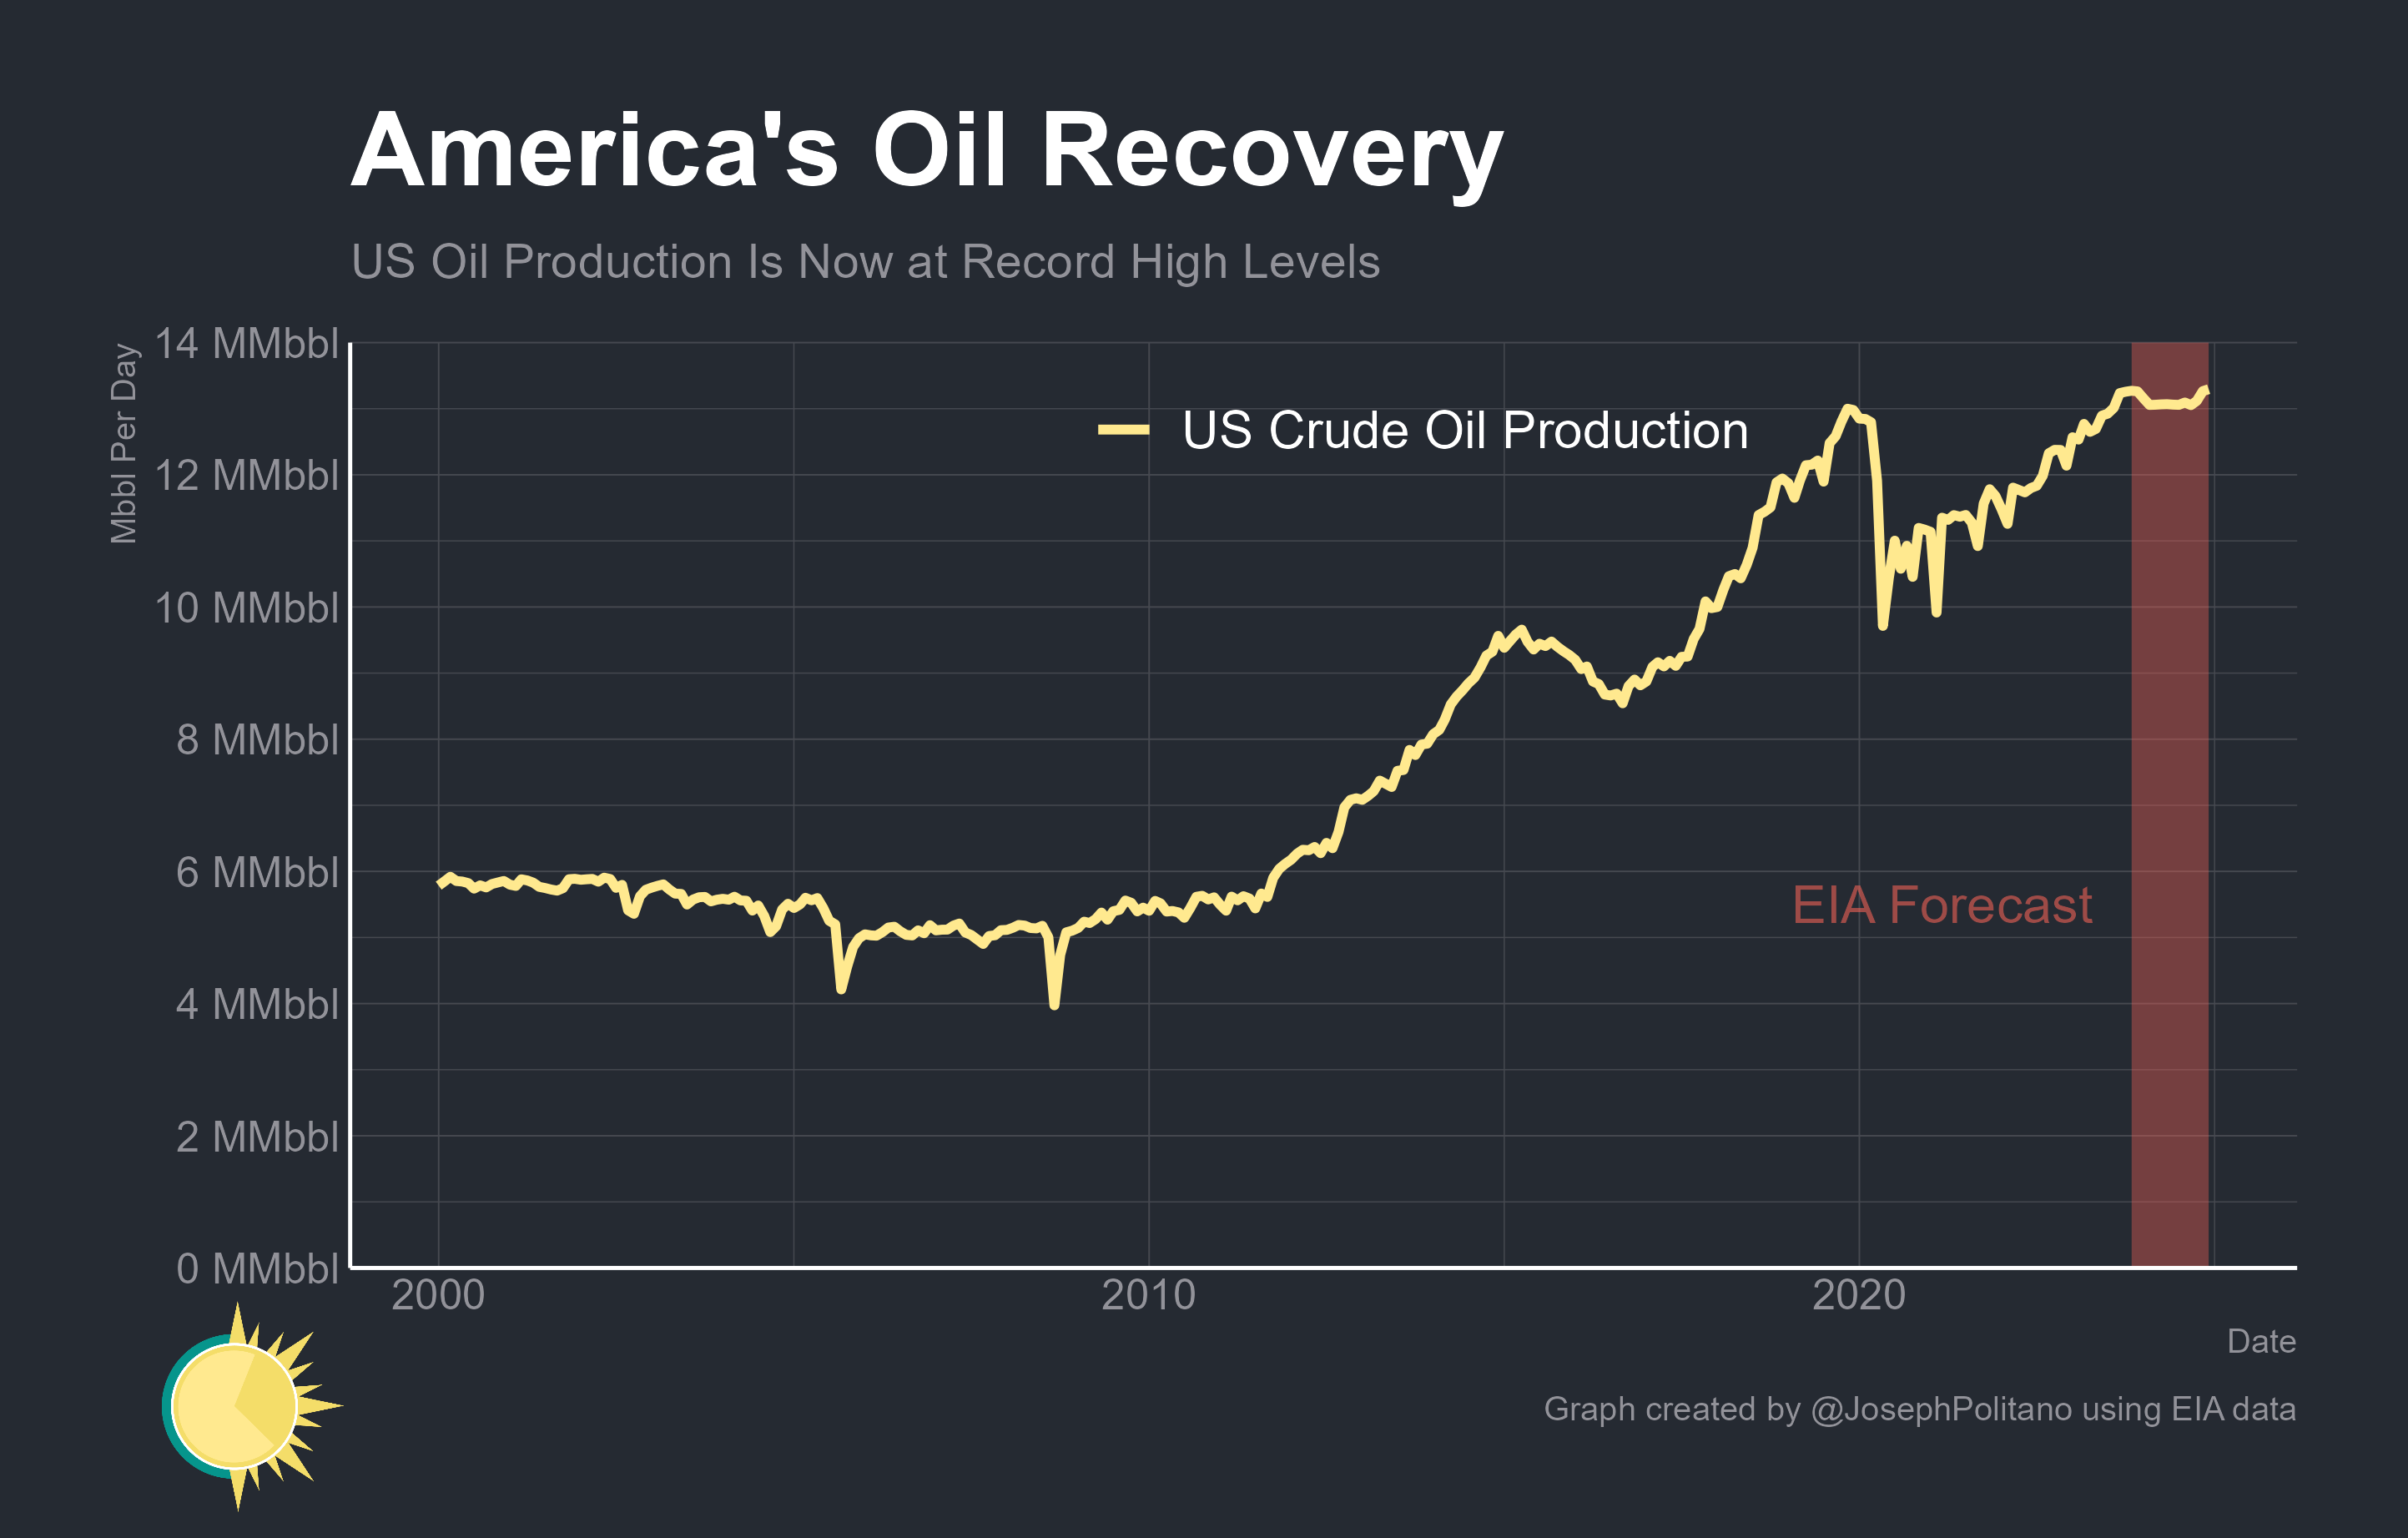 America's Oil Recovery
US Oil Production Is Now at Record High Levels
Mbbl Per Day
14 MMbbl
12 MMbbl
10 MMbbl
8 MMbbl
6 MMbbl
4 MMbbl
2 MMbbl
0 MMbbl
US Crude Oil Production
EIA Forecast
2000
2010
2020
Date
Graph created by @JosephPolitano using EIA data